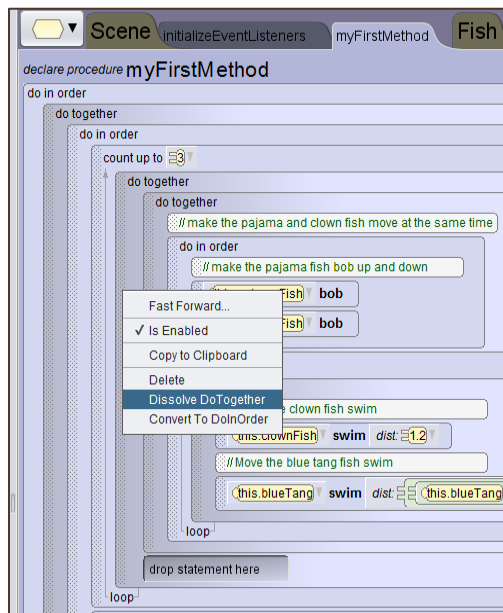 Scene initializeEventListeners myFirstMethod Fish
declare procedure myFirstMethod
do in order
do together
do in order
count up to 3
do together
do together
// make the pajama and clown fish move at the same time
do in order
// make the pajama fish bob up and down
Fish bob
Fish bob
Fast Forward...
✓ Is Enabled
Copy to Clipboard
Delete
Dissolve DoTogether
Convert To DoInOrder
clown fish swim
this.clownFish swim dist: 1.2
// Move the blue tang fish swim
this.blueTang swim dist: this.blueTang
loop
drop statement here
loop